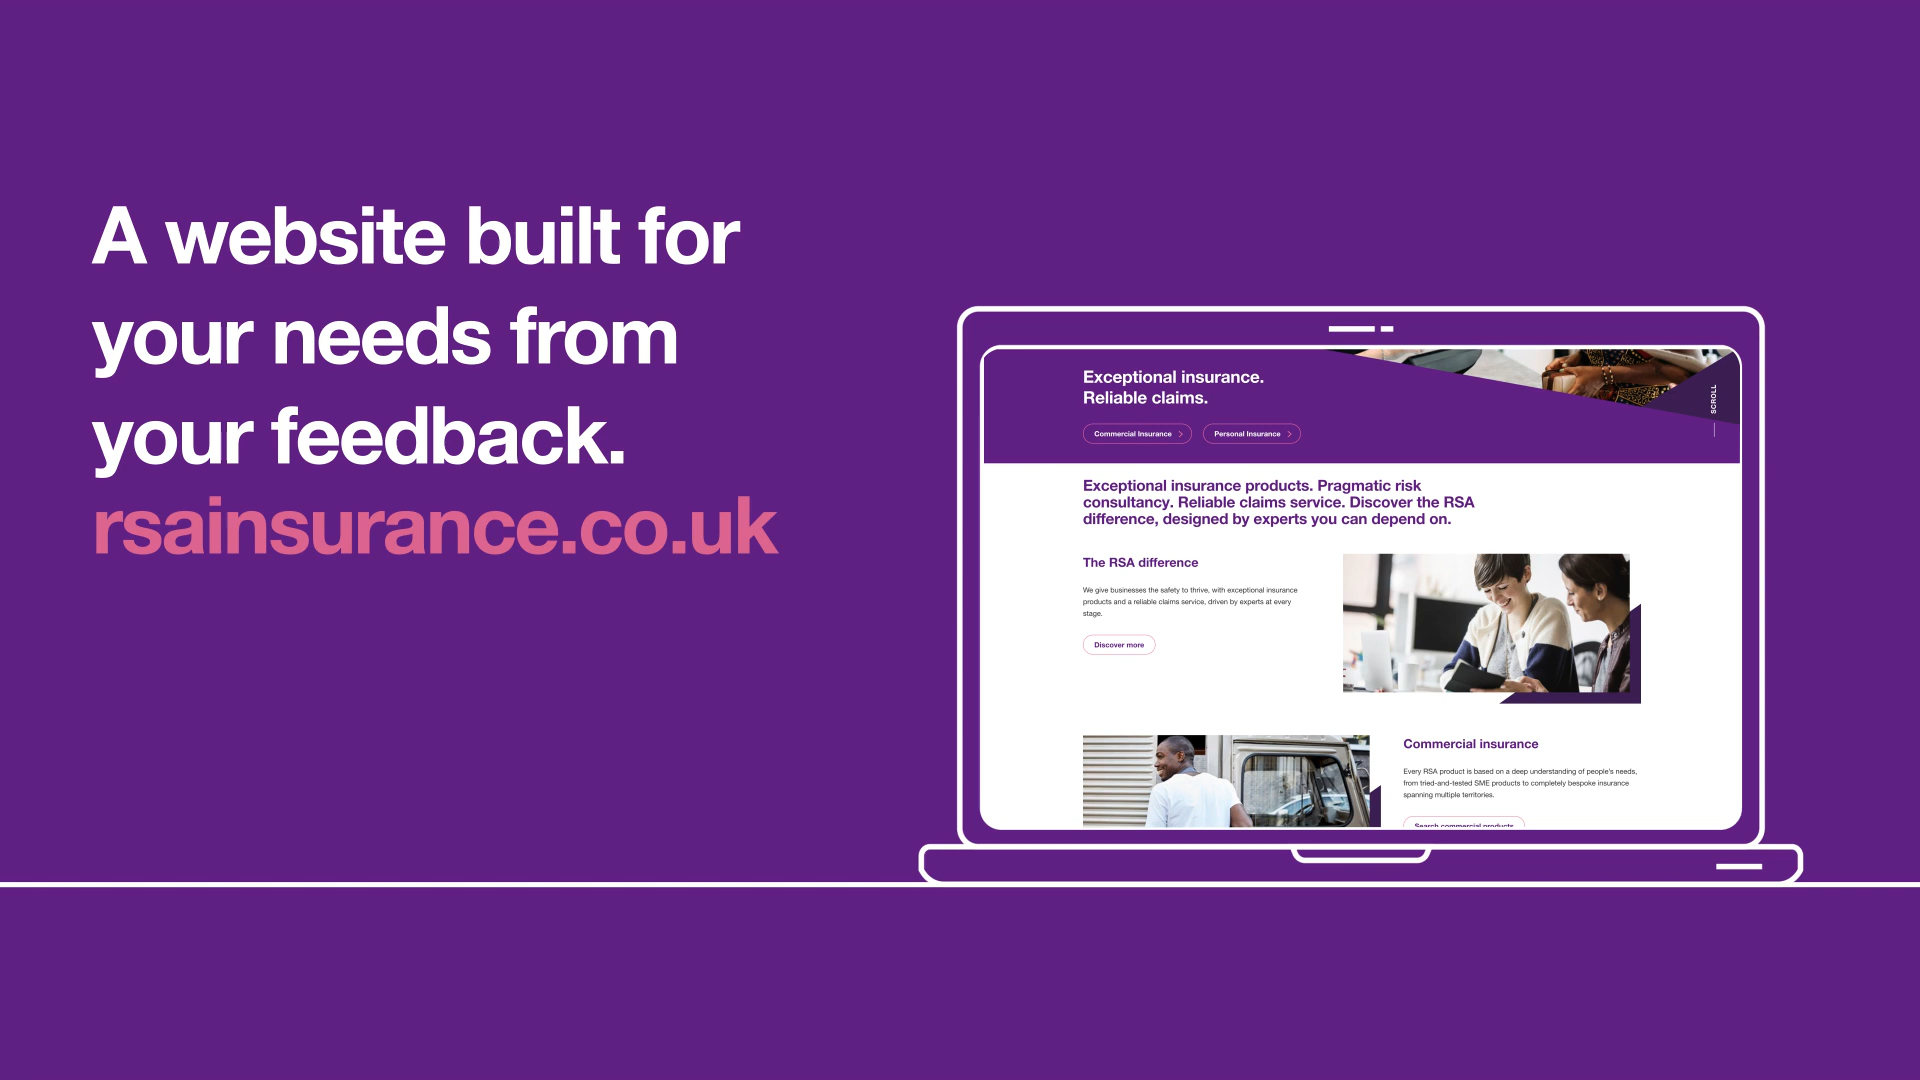 A website built for
your needs from
your feedback.
rsainsurance.co.uk
Exceptional insurance.
Reliable claims.
Commercial Insurance
Personal Insurance
SCROLL
Exceptional insurance products. Pragmatic risk
consultancy. Reliable claims service. Discover the RSA
difference, designed by experts you can depend on.
The RSA difference
We give businesses the safety to thrive, with exceptional insurance
products and a reliable claims service, driven by experts at every
stage.
Discover more
Commercial insurance
Every RSA product is based on a deep understanding of people's needs,
from tried-and-tested SME products to completely bespoke insurance
spanning multiple territories.
Search commercial products